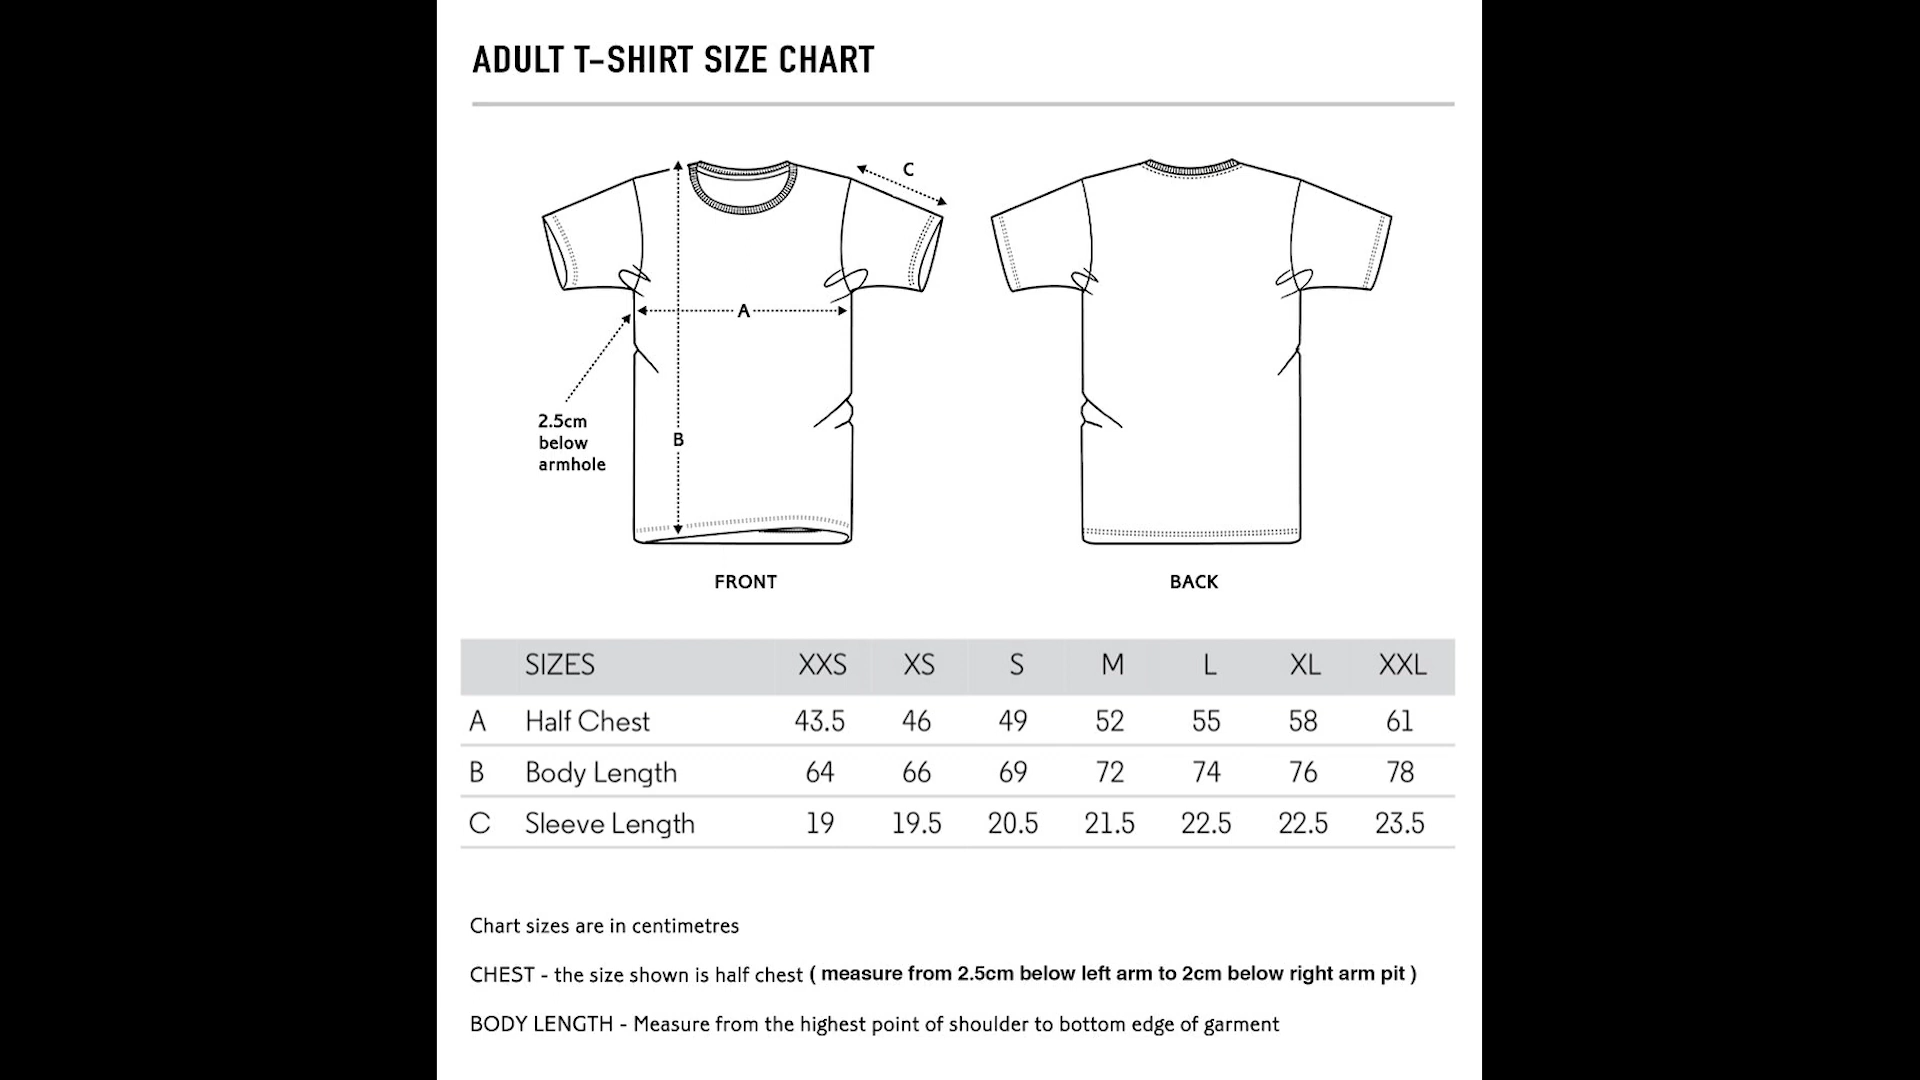 ADULT T-SHIRT SIZE CHART
C
A
2.5cm
below
armhole
B
FRONT
BACK
SIZES XXS XS S M L XL XXL
A Half Chest 43.5 46 49 52 55 58 61
B Body Length 64 66 69 72 74 76 78
C Sleeve Length 19 19.5 20.5 21.5 22.5 22.5 23.5
Chart sizes are in centimetres
CHEST - the size shown is half chest ( measure from 2.5cm below left arm to 2cm below right arm pit )
BODY LENGTH - Measure from the highest point of shoulder to bottom edge of garment